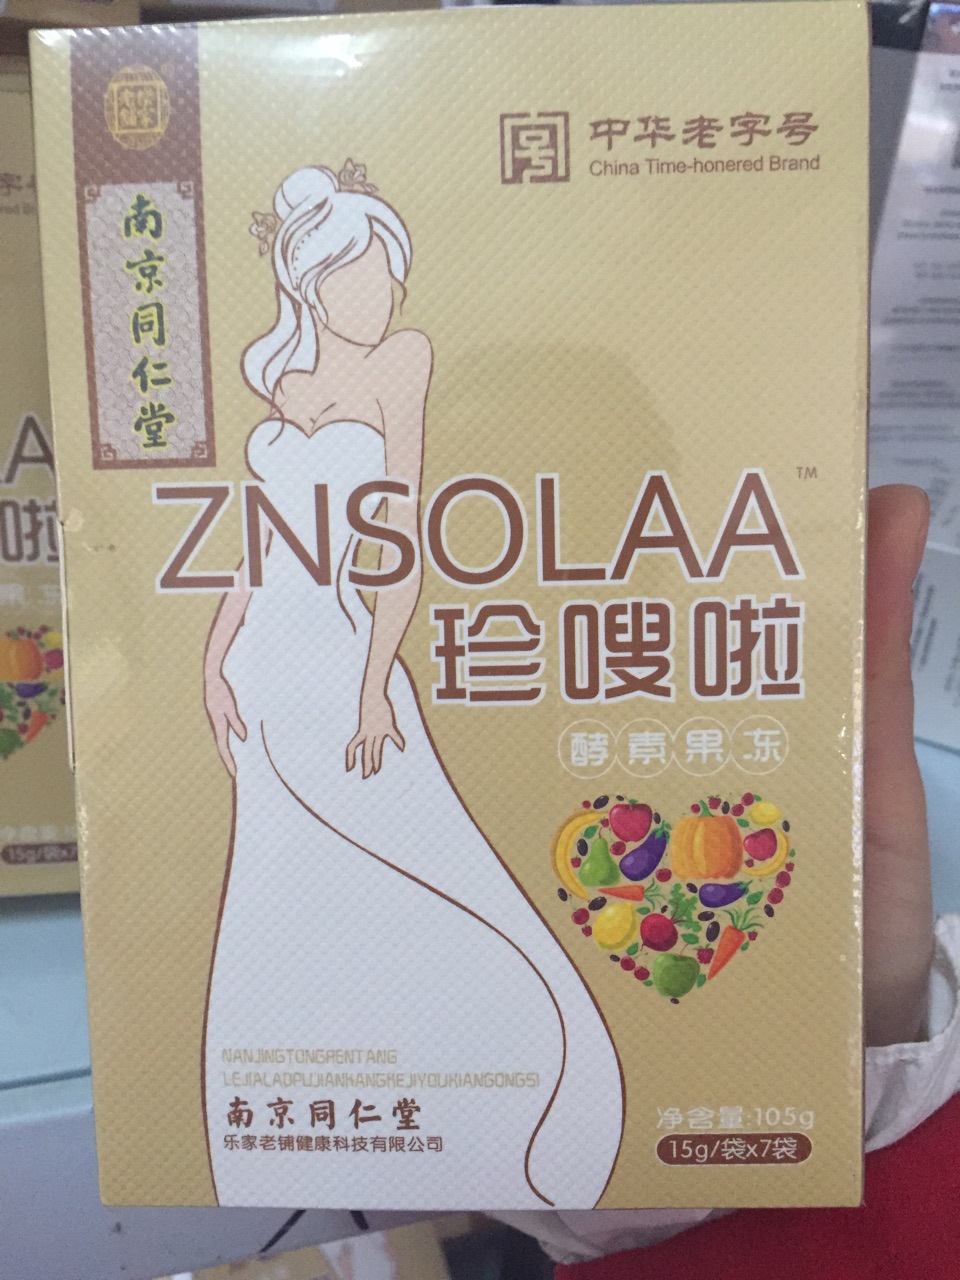 中华老字号
China Time-honered Brand
南京同仁堂
ZNSOLAA™
珍嗖啦
酵素果冻
NANJINGTONGRENTANG
LEJIALAOPUJIANKANGKEJIYOUXIANGONGSI
南京同仁堂
乐家老铺健康科技有限公司
净含量:105g
15g/袋x7袋